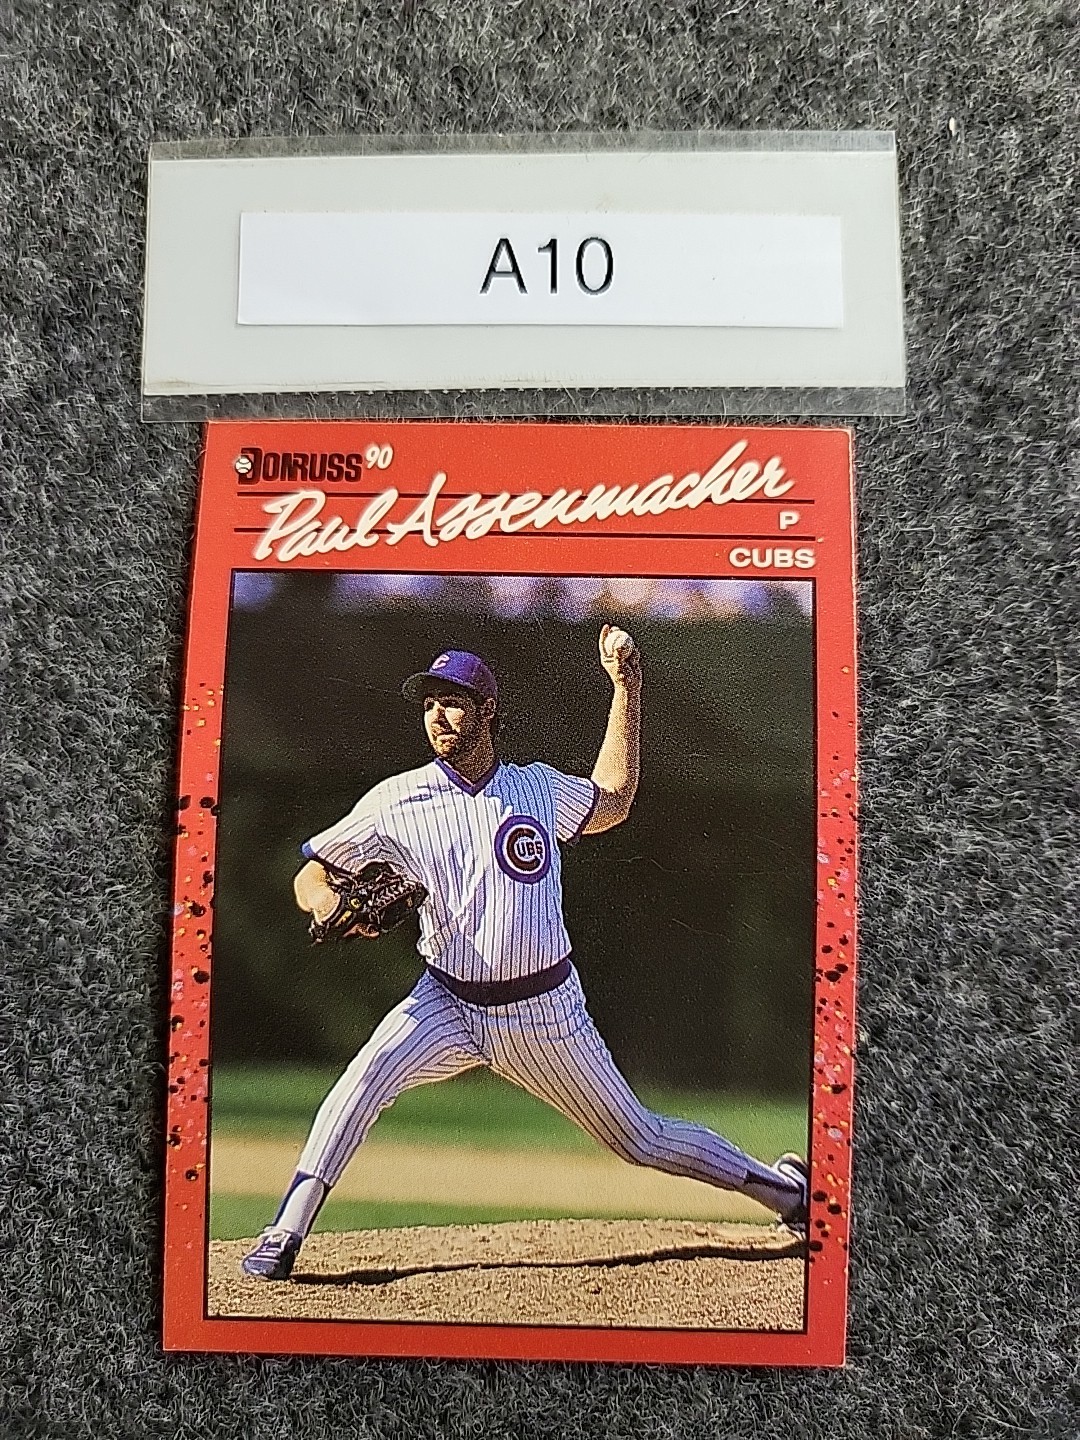 A10
DONRUSS 90
Paul Assenmacher
P
CUBS
C
CUBS